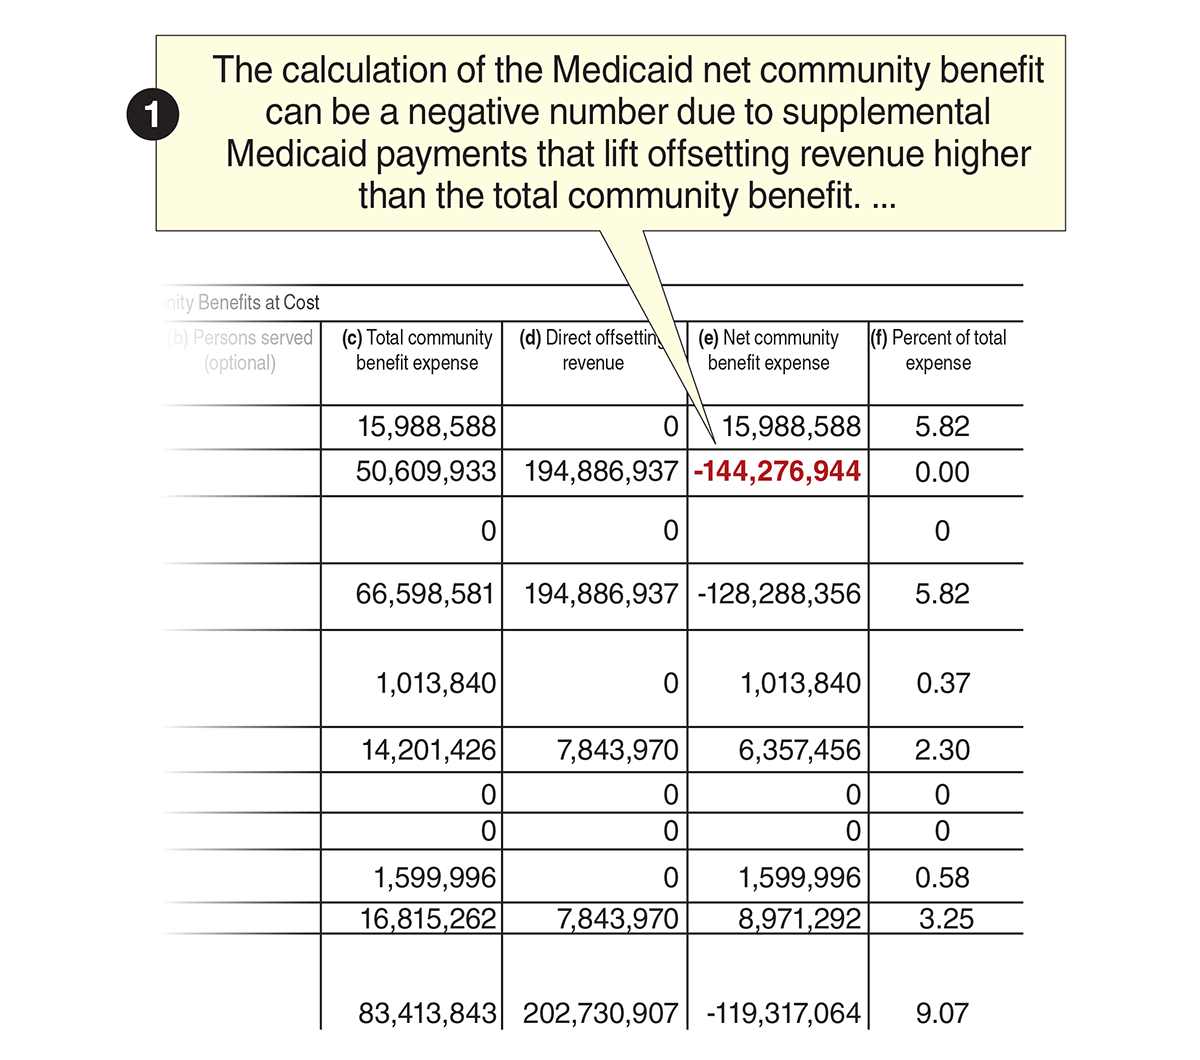 1
The calculation of the Medicaid net community benefit
can be a negative number due to supplemental
Medicaid payments that lift offsetting revenue higher
than the total community benefit. ...
nity Benefits at Cost
(b) Persons served (c) Total community (d) Direct offsetting (e) Net community (f) Percent of total
(optional) benefit expense revenue benefit expense expense
15,988,588 0 15,988,588 5.82
50,609,933 194,886,937 -144,276,944 0.00
0 0 0
66,598,581 194,886,937 -128,288,356 5.82
1,013,840 0 1,013,840 0.37
14,201,426 7,843,970 6,357,456 2.30
0 0 0 0
0 0 0 0
1,599,996 0 1,599,996 0.58
16,815,262 7,843,970 8,971,292 3.25
83,413,843 202,730,907 -119,317,064 9.07